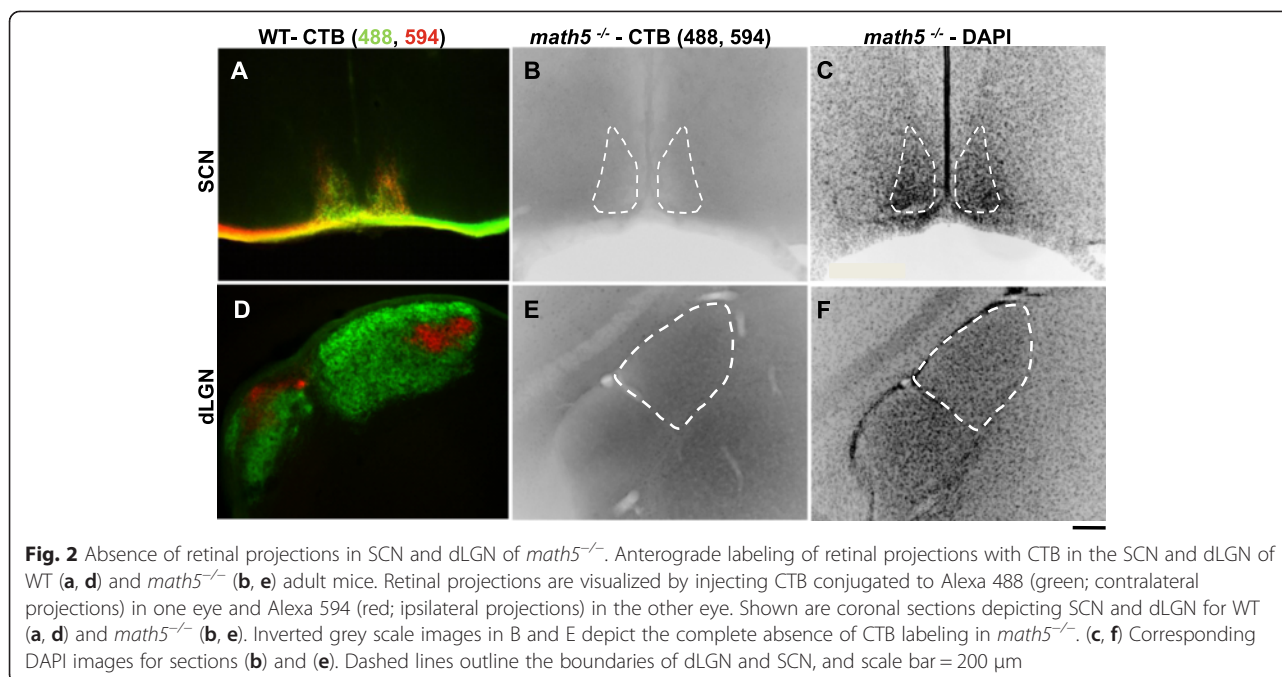 WT- CTB (488, 594) math5 -/- - CTB (488, 594) math5 -/- - DAPI
A B C
SCN
D E F
dLGN
Fig. 2 Absence of retinal projections in SCN and dLGN of math5−/−. Anterograde labeling of retinal projections with CTB in the SCN and dLGN of
WT (a, d) and math5−/− (b, e) adult mice. Retinal projections are visualized by injecting CTB conjugated to Alexa 488 (green; contralateral
projections) in one eye and Alexa 594 (red; ipsilateral projections) in the other eye. Shown are coronal sections depicting SCN and dLGN for WT
(a, d) and math5−/− (b, e). Inverted grey scale images in B and E depict the complete absence of CTB labeling in math5−/−. (c, f) Corresponding
DAPI images for sections (b) and (e). Dashed lines outline the boundaries of dLGN and SCN, and scale bar = 200 μm